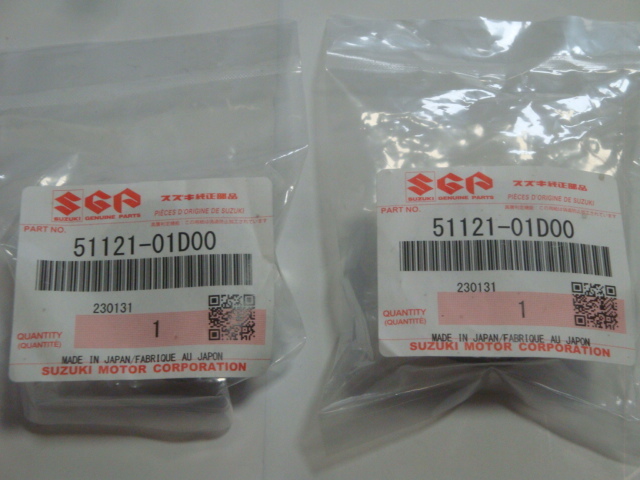 SGP
スズキ純正部品
SUZUKI GENUINE PARTS
PIÈCES D'ORIGINE DE SUZUKI
PART NO.
51121-01D00
230131
QUANTITY
(QUANTITÉ)
1
MADE IN JAPAN/FABRIQUE AU JAPON
SUZUKI MOTOR CORPORATION
SGP
スズキ純正部品
SUZUKI GENUINE PARTS
PIÈCES D'ORIGINE DE SUZUKI
PART NO.
51121-01D00
230131
QUANTITY
(QUANTITÉ)
1
MADE IN JAPAN/FABRIQUE AU JAPON
SUZUKI MOTOR CORPORATION